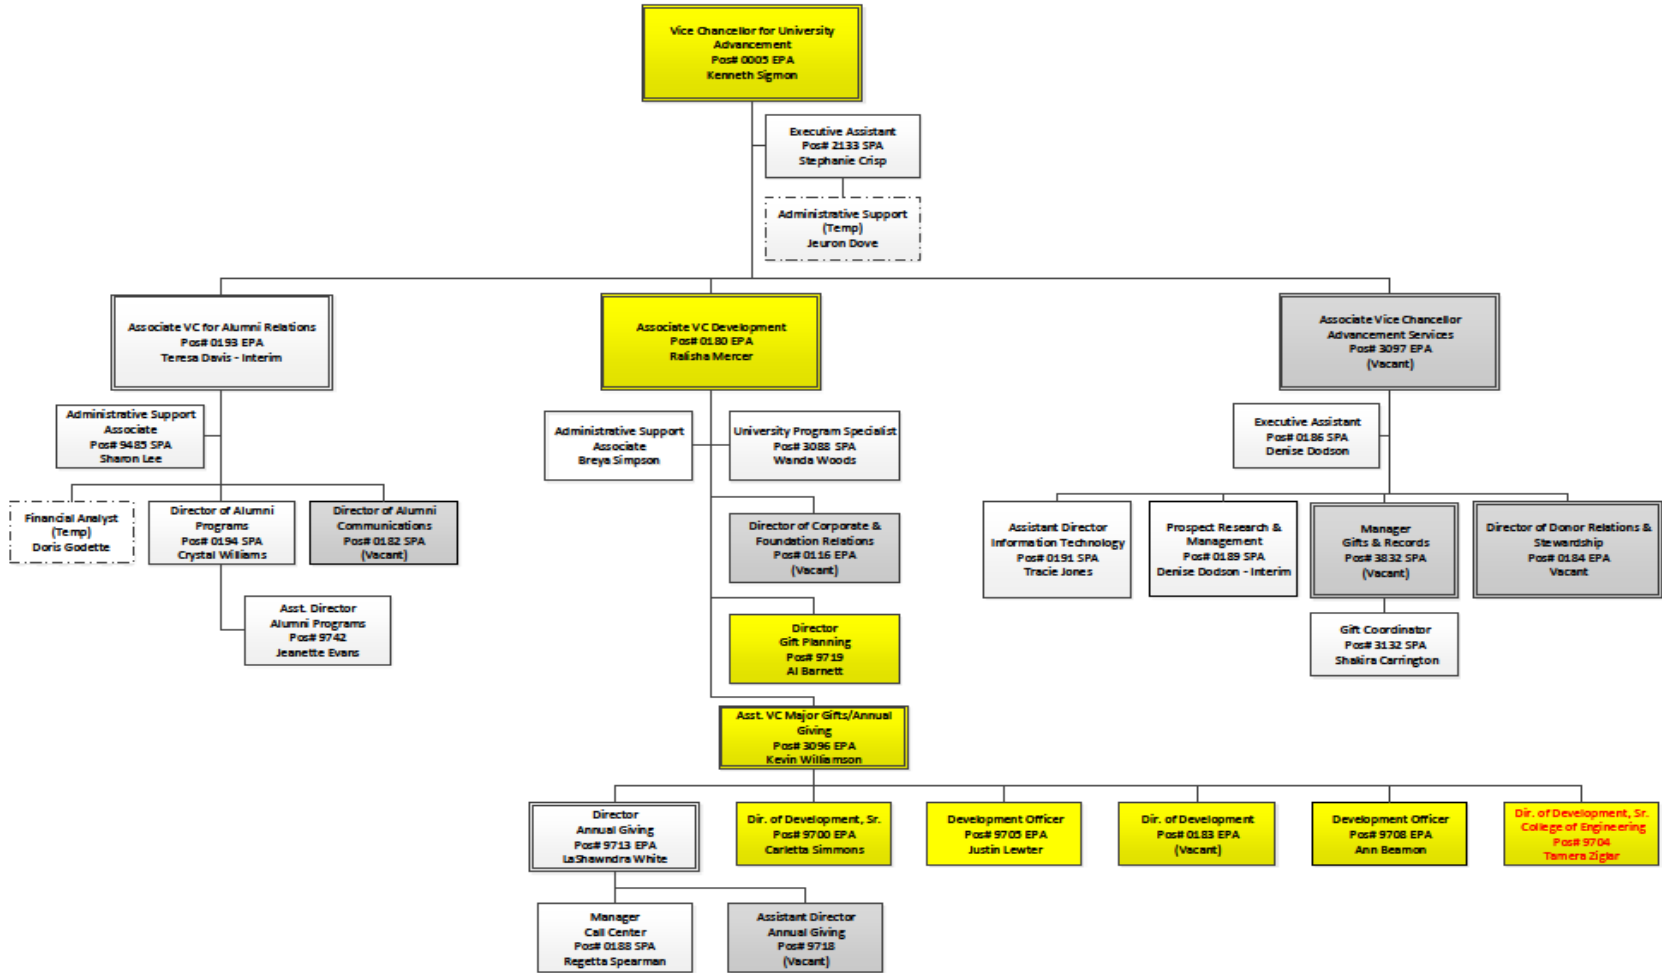 Vice Chancellor for University
Advancement
Pos# 0005 EPA
Kenneth Sigmon
Executive Assistant
Pos# 2133 SPA
Stephanie Crisp
Administrative Support
(Temp)
Jeuron Dove
Associate VC for Alumni Relations
Pos# 0193 EPA
Teresa Davis - Interim
Associate VC Development
Pos# 0180 EPA
Ralisha Mercer
Associate Vice Chancellor
Advancement Services
Pos# 3097 EPA
(Vacant)
Administrative Support
Associate
Pos# 9485 SPA
Sharon Lee
Administrative Support
Associate
Breya Simpson
University Program Specialist
Pos# 3088 SPA
Wanda Woods
Executive Assistant
Pos# 0186 SPA
Denise Dodson
Financial Analyst
(Temp)
Doris Godette
Director of Alumni
Programs
Pos# 0194 SPA
Crystal Williams
Director of Alumni
Communications
Pos# 0182 SPA
(Vacant)
Director of Corporate &
Foundation Relations
Pos# 0116 EPA
(Vacant)
Assistant Director
Information Technology
Pos# 0191 SPA
Tracie Jones
Prospect Research &
Management
Pos# 0189 SPA
Denise Dodson - Interim
Manager
Gifts & Records
Pos# 3832 SPA
(Vacant)
Director of Donor Relations &
Stewardship
Pos# 0184 EPA
Vacant
Asst. Director
Alumni Programs
Pos# 9742
Jeanette Evans
Director
Gift Planning
Pos# 9719
Al Barnett
Gift Coordinator
Pos# 3132 SPA
Shakira Carrington
Asst. VC Major Gifts/Annual
Giving
Pos# 3096 EPA
Kevin Williamson
Director
Annual Giving
Pos# 9713 EPA
LaShawndra White
Dir. of Development, Sr.
Pos# 9700 EPA
Carletta Simmons
Development Officer
Pos# 9705 EPA
Justin Lewter
Dir. of Development
Pos# 0183 EPA
(Vacant)
Development Officer
Pos# 9708 EPA
Ann Beamon
Dir. of Development, Sr.
College of Engineering
Pos# 9704
Tamera Ziglar
Manager
Call Center
Pos# 0188 SPA
Regetta Spearman
Assistant Director
Annual Giving
Pos# 9718
(Vacant)